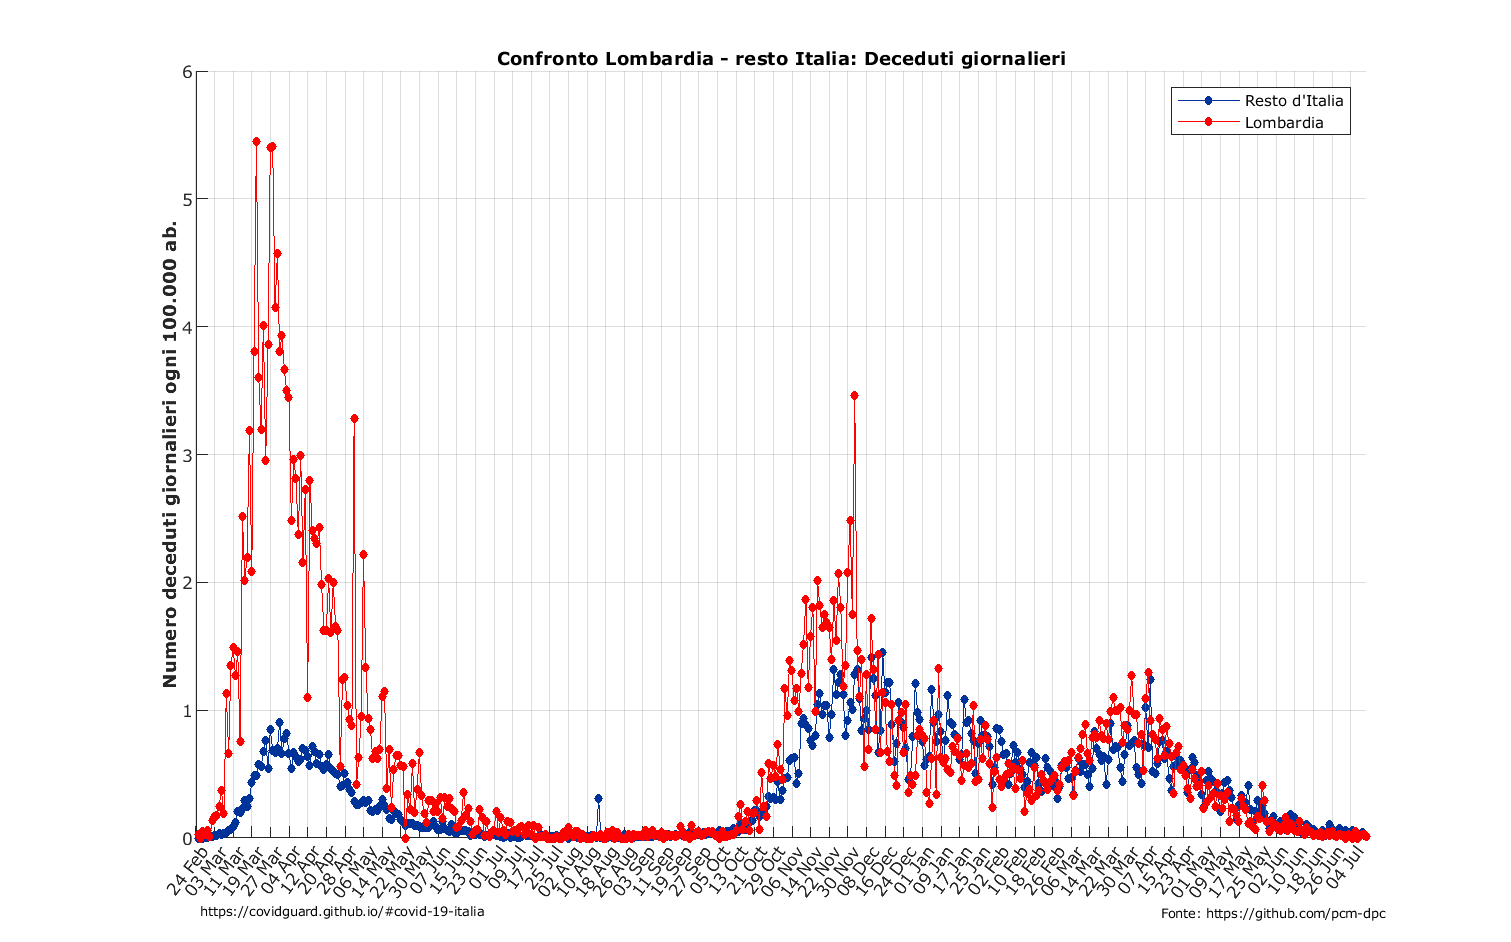 Confronto Lombardia - resto Italia: Deceduti giornalieri
Numero deceduti giornalieri ogni 100.000 ab.
6
5
4
3
2
1
0
Resto d'Italia
Lombardia
24 Feb
03 Mar
11 Mar
19 Mar
27 Mar
04 Apr
12 Apr
20 Apr
28 Apr
06 May
14 May
22 May
30 May
07 Jun
15 Jun
23 Jun
01 Jul
09 Jul
17 Jul
25 Jul
02 Aug
10 Aug
18 Aug
26 Aug
03 Sep
11 Sep
19 Sep
27 Sep
05 Oct
13 Oct
21 Oct
29 Oct
06 Nov
14 Nov
22 Nov
30 Nov
08 Dec
16 Dec
24 Dec
01 Jan
09 Jan
17 Jan
25 Jan
02 Feb
10 Feb
18 Feb
26 Feb
06 Mar
14 Mar
22 Mar
30 Mar
07 Apr
15 Apr
23 Apr
01 May
09 May
17 May
25 May
02 Jun
10 Jun
18 Jun
26 Jun
04 Jul
https://covidguard.github.io/#covid-19-italia
Fonte: https://github.com/pcm-dpc